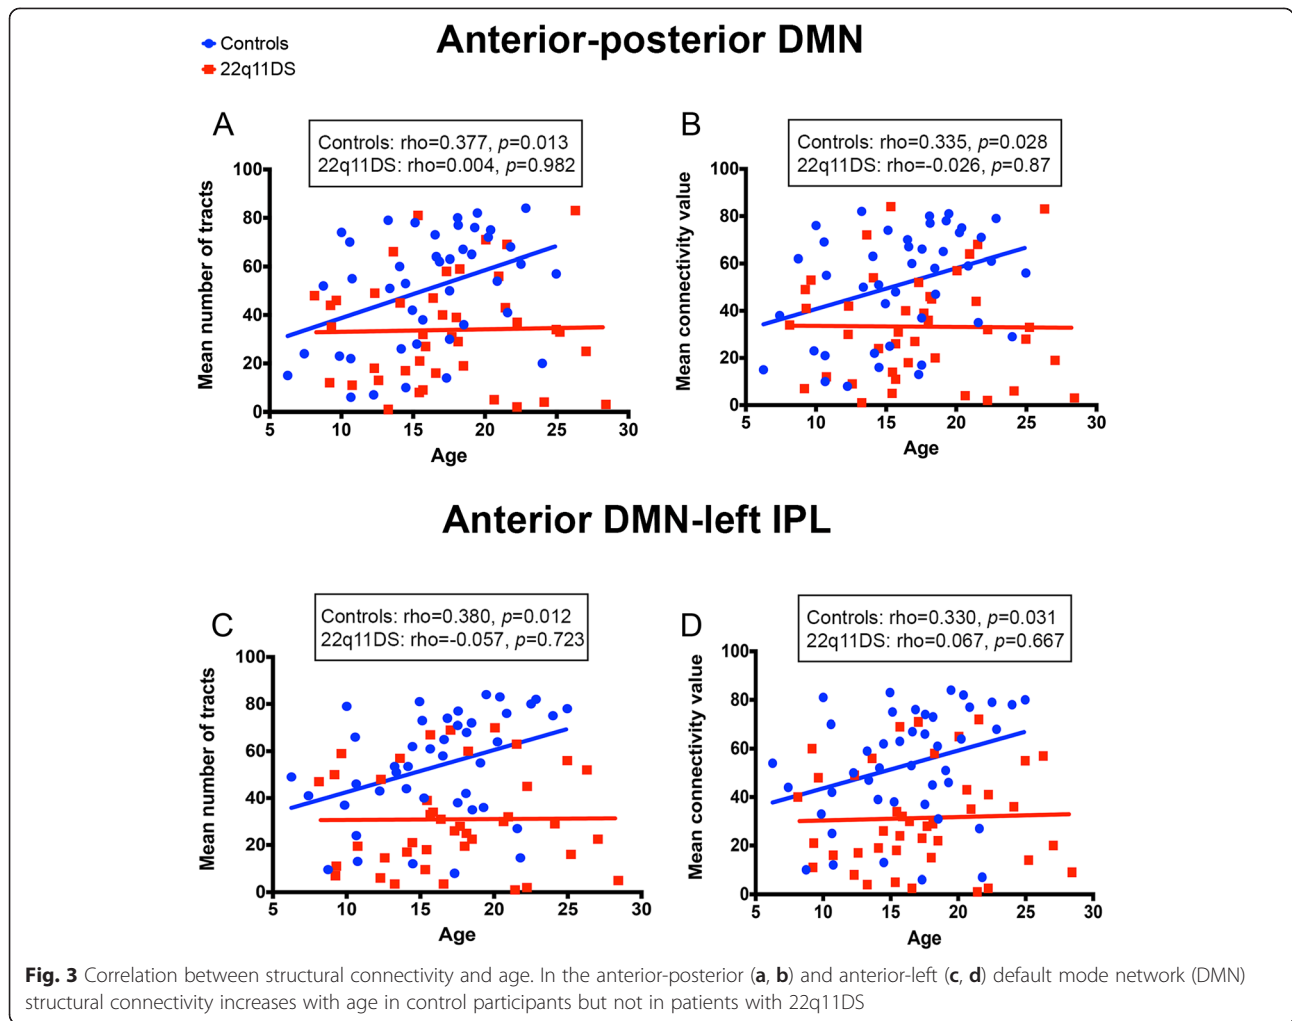 Anterior-posterior DMN
Controls
22q11DS
A
Controls: rho=0.377, p=0.013
22q11DS: rho=0.004, p=0.982
Mean number of tracts
100
80
60
40
20
0
5 10 15 20 25 30
Age
B
Controls: rho=0.335, p=0.028
22q11DS: rho=-0.026, p=0.87
Mean connectivity value
100
80
60
40
20
0
5 10 15 20 25 30
Age
Anterior DMN-left IPL
C
Controls: rho=0.380, p=0.012
22q11DS: rho=-0.057, p=0.723
Mean number of tracts
100
80
60
40
20
0
5 10 15 20 25 30
Age
D
Controls: rho=0.330, p=0.031
22q11DS: rho=0.067, p=0.667
Mean connectivity value
100
80
60
40
20
0
5 10 15 20 25 30
Age
Fig. 3 Correlation between structural connectivity and age. In the anterior-posterior (a, b) and anterior-left (c, d) default mode network (DMN)
structural connectivity increases with age in control participants but not in patients with 22q11DS